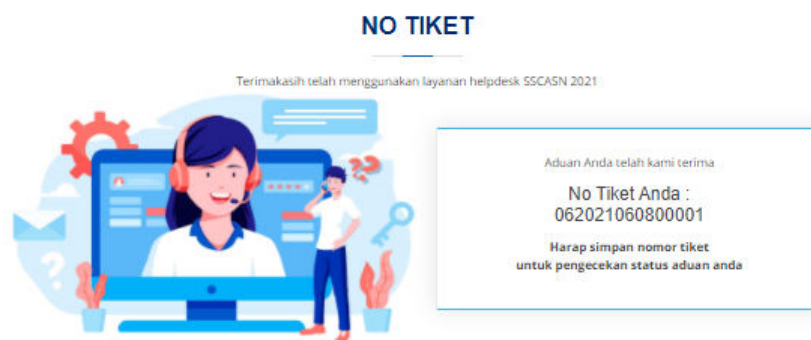 NO TIKET
Terimakasih telah menggunakan layanan helpdesk SSCASN 2021
Aduan Anda telah kami terima
No Tiket Anda :
062021060800001
Harap simpan nomor tiket
untuk pengecekan status aduan anda